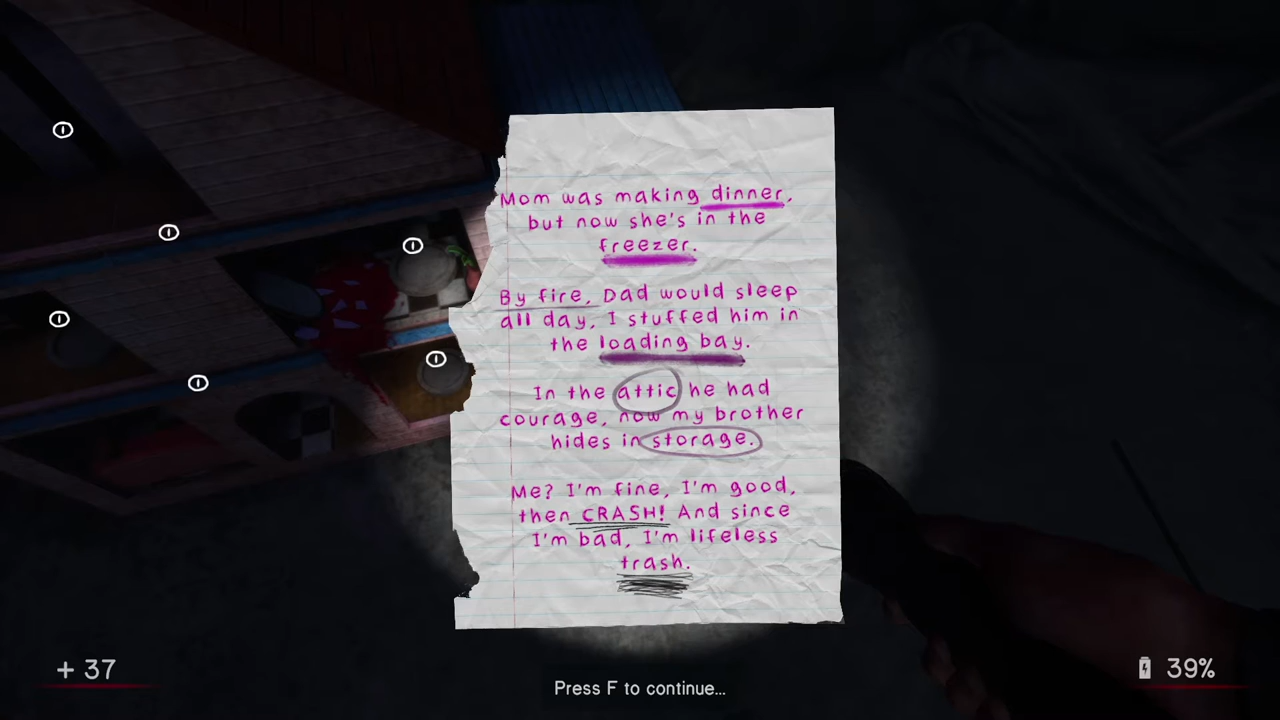 Mom was making dinner,
but now she's in the
freezer.
By fire, Dad would sleep
all day, I stuffed him in
the loading bay.
In the attic he had
courage, now my brother
hides in storage.
Me? I'm fine, I'm good,
then CRASH! And since
I'm bad, I'm lifeless
trash.
+ 37
39%
Press F to continue...